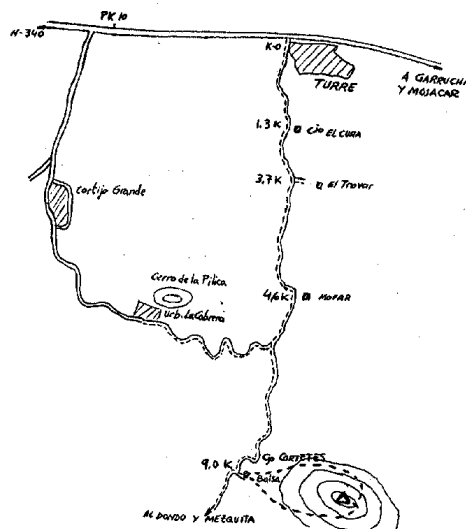 PK 10
N-340
K-0
TURRE
A GARRUCHA
Y MOJACAR
1.3 K
Cjo EL CURA
3,7 K
El Trovar
Cortijo Grande
Cerro de la Pilica
Urb. La Cabrera
4,6 K
MOFAR
9,0 K
Cjo CORTETES
Balsa
AL DONDO Y MEZQUITA